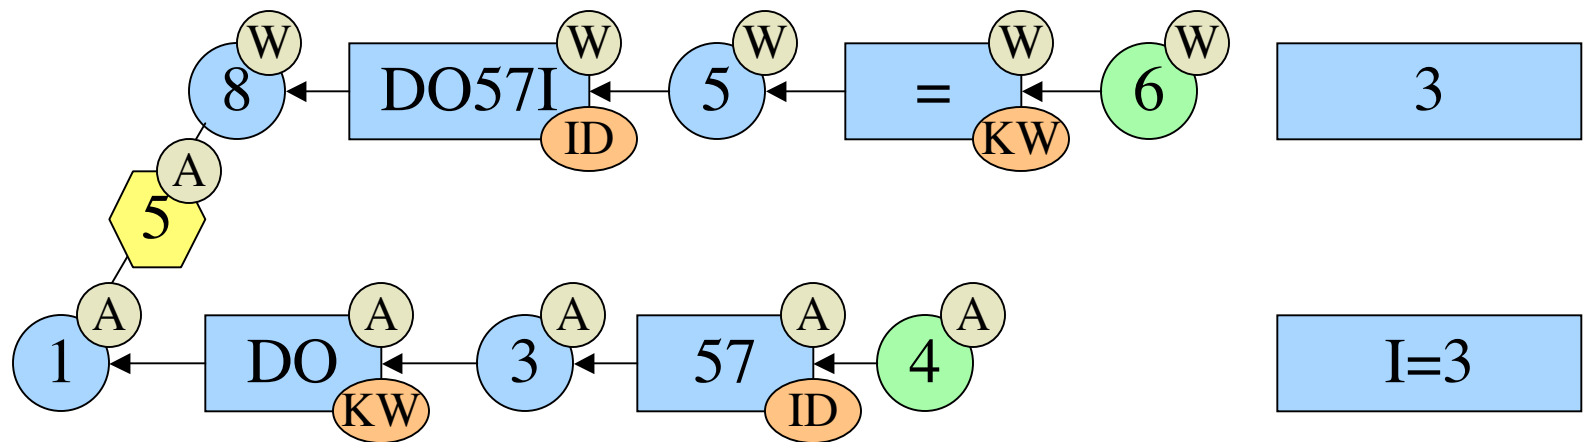 W W W W W
8 DO57I 5 = 6 3
ID KW
A
5
A A A A A
1 DO 3 57 4 I=3
KW ID